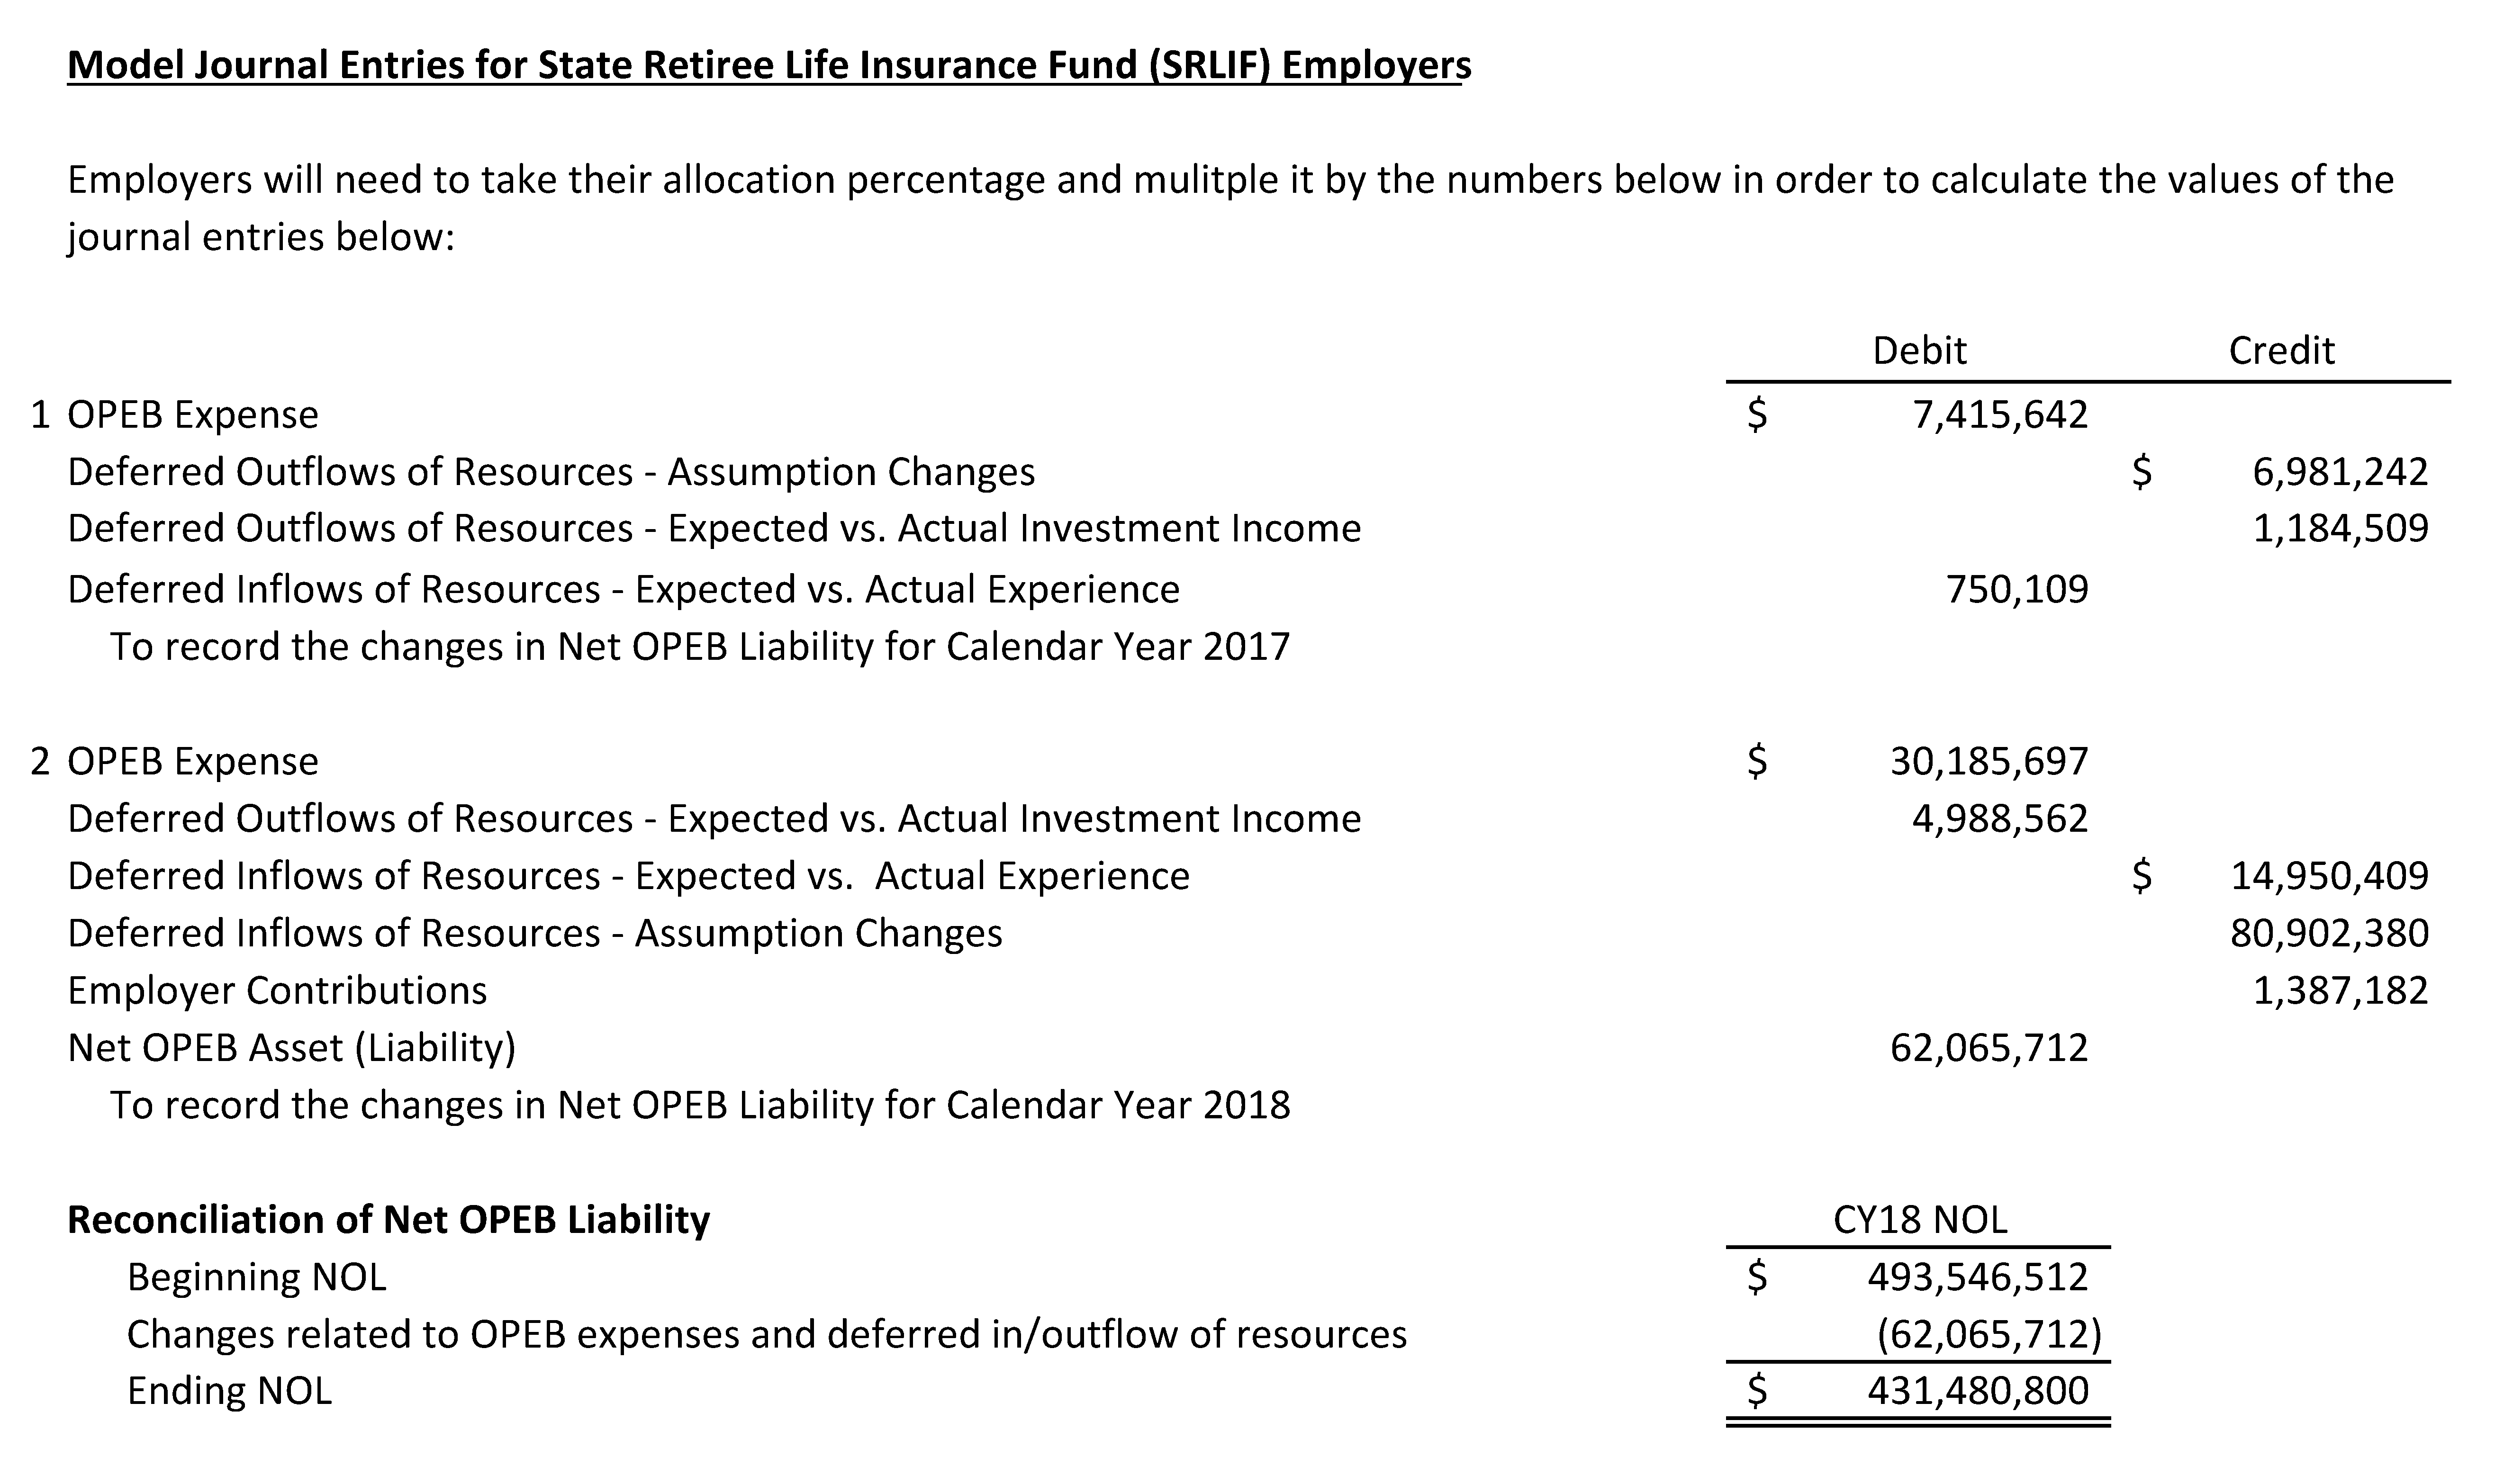 Model Journal Entries for State Retiree Life Insurance Fund (SRLIF) Employers
Employers will need to take their allocation percentage and mulitple it by the numbers below in order to calculate the values of the
journal entries below:
Debit Credit
1 OPEB Expense $ 7,415,642
Deferred Outflows of Resources - Assumption Changes $ 6,981,242
Deferred Outflows of Resources - Expected vs. Actual Investment Income 1,184,509
Deferred Inflows of Resources - Expected vs. Actual Experience 750,109
To record the changes in Net OPEB Liability for Calendar Year 2017
2 OPEB Expense $ 30,185,697
Deferred Outflows of Resources - Expected vs. Actual Investment Income 4,988,562
Deferred Inflows of Resources - Expected vs. Actual Experience $ 14,950,409
Deferred Inflows of Resources - Assumption Changes 80,902,380
Employer Contributions 1,387,182
Net OPEB Asset (Liability) 62,065,712
To record the changes in Net OPEB Liability for Calendar Year 2018
Reconciliation of Net OPEB Liability CY18 NOL
Beginning NOL $ 493,546,512
Changes related to OPEB expenses and deferred in/outflow of resources (62,065,712)
Ending NOL $ 431,480,800